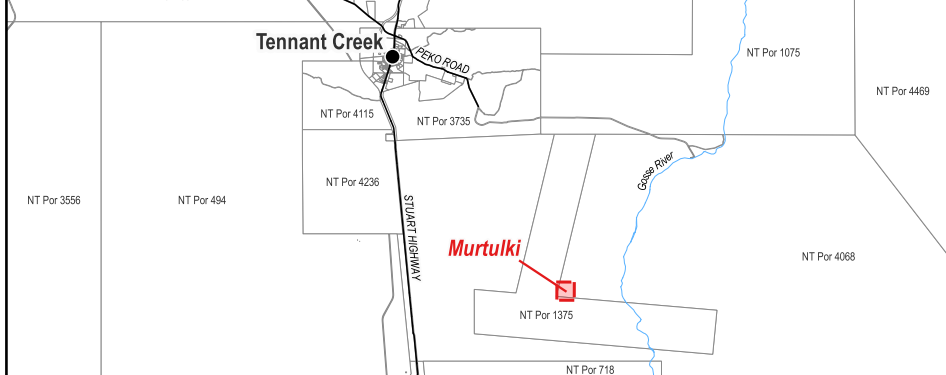 Tennant Creek
PEKO ROAD
NT Por 1075
NT Por 4469
NT Por 4115
NT Por 3735
Gosse River
NT Por 4236
NT Por 3556
NT Por 494
STUART HIGHWAY
Murtulki
NT Por 4068
NT Por 1375
NT Por 718